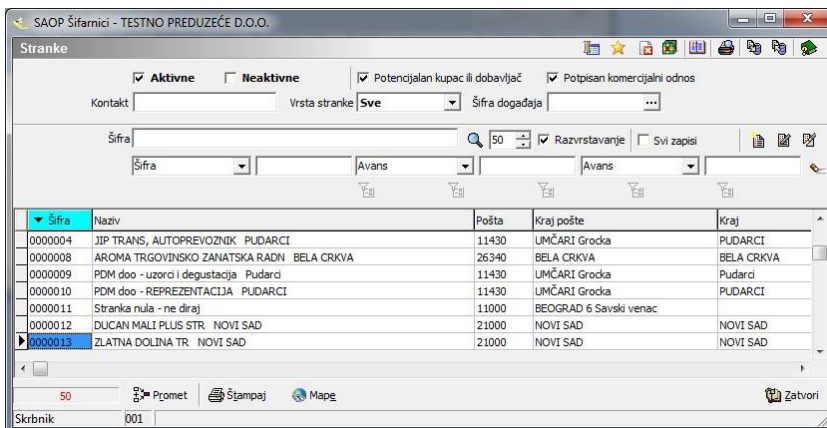 SAOP Šifarnici - TESTNO PREDUZEĆE D.O.O.
Stranke
Aktivne Neaktivne Potencijalan kupac ili dobavljač Potpisan komercijalni odnos
Kontakt Vrsta stranke Sve Šifra događaja ...
Šifra 50 Razvrstavanje Svi zapisi
Šifra Avans Avans
Šifra Naziv Pošta Kraj pošte Kraj
0000004 JIP TRANS, AUTOPREVOZNIK PUDARCI 11430 UMČARI Grocka PUDARCI
0000008 AROMA TRGOVINSKO ZANATSKA RADN BELA CRKVA 26340 BELA CRKVA BELA CRKVA
0000009 PDM doo - uzorci i degustacija Pudarci 11430 UMČARI Grocka Pudarci
0000010 PDM doo - REPREZENTACIJA PUDARCI 11430 UMČARI Grocka PUDARCI
0000011 Stranka nula - ne diraj 11000 BEOGRAD 6 Savski venac
0000012 DUCAN MALI PLUS STR NOVI SAD 21000 NOVI SAD NOVI SAD
0000013 ZLATNA DOLINA TR NOVI SAD 21000 NOVI SAD NOVI SAD
50 Promet Štampaj Mape Zatvori
Skrbnik 001